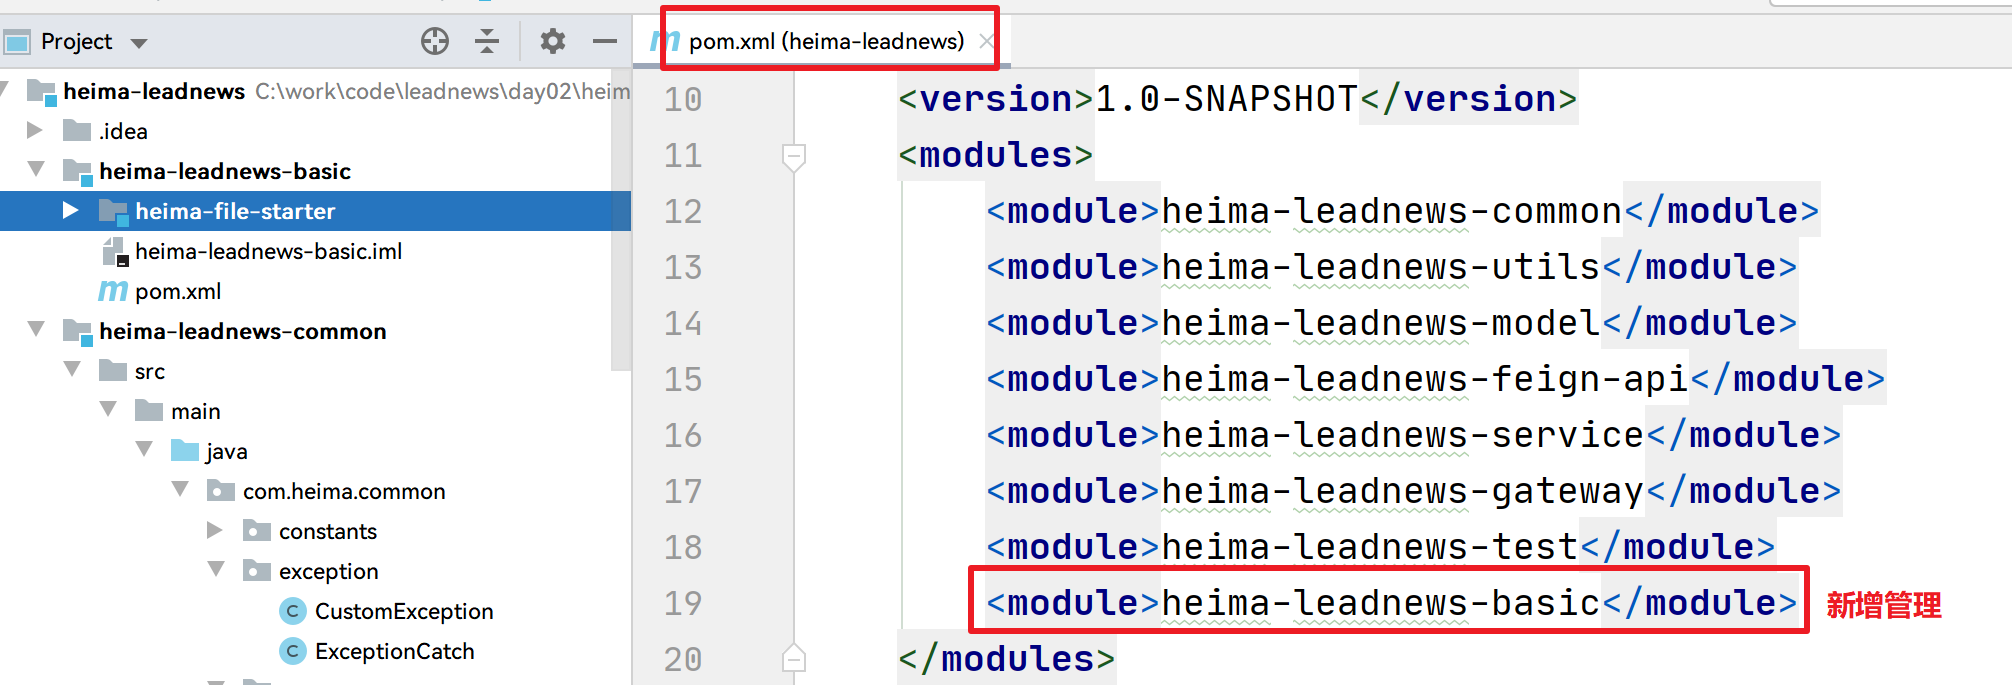 Project
heima-leadnews C:\work\code\leadnews\day02\heim
.idea
heima-leadnews-basic
heima-file-starter
heima-leadnews-basic.iml
pom.xml
heima-leadnews-common
src
main
java
com.heima.common
constants
exception
CustomException
ExceptionCatch
pom.xml (heima-leadnews)
10 <version>1.0-SNAPSHOT</version>
11 <modules>
12 <module>heima-leadnews-common</module>
13 <module>heima-leadnews-utils</module>
14 <module>heima-leadnews-model</module>
15 <module>heima-leadnews-feign-api</module>
16 <module>heima-leadnews-service</module>
17 <module>heima-leadnews-gateway</module>
18 <module>heima-leadnews-test</module>
19 <module>heima-leadnews-basic</module> 新增管理
20 </modules>